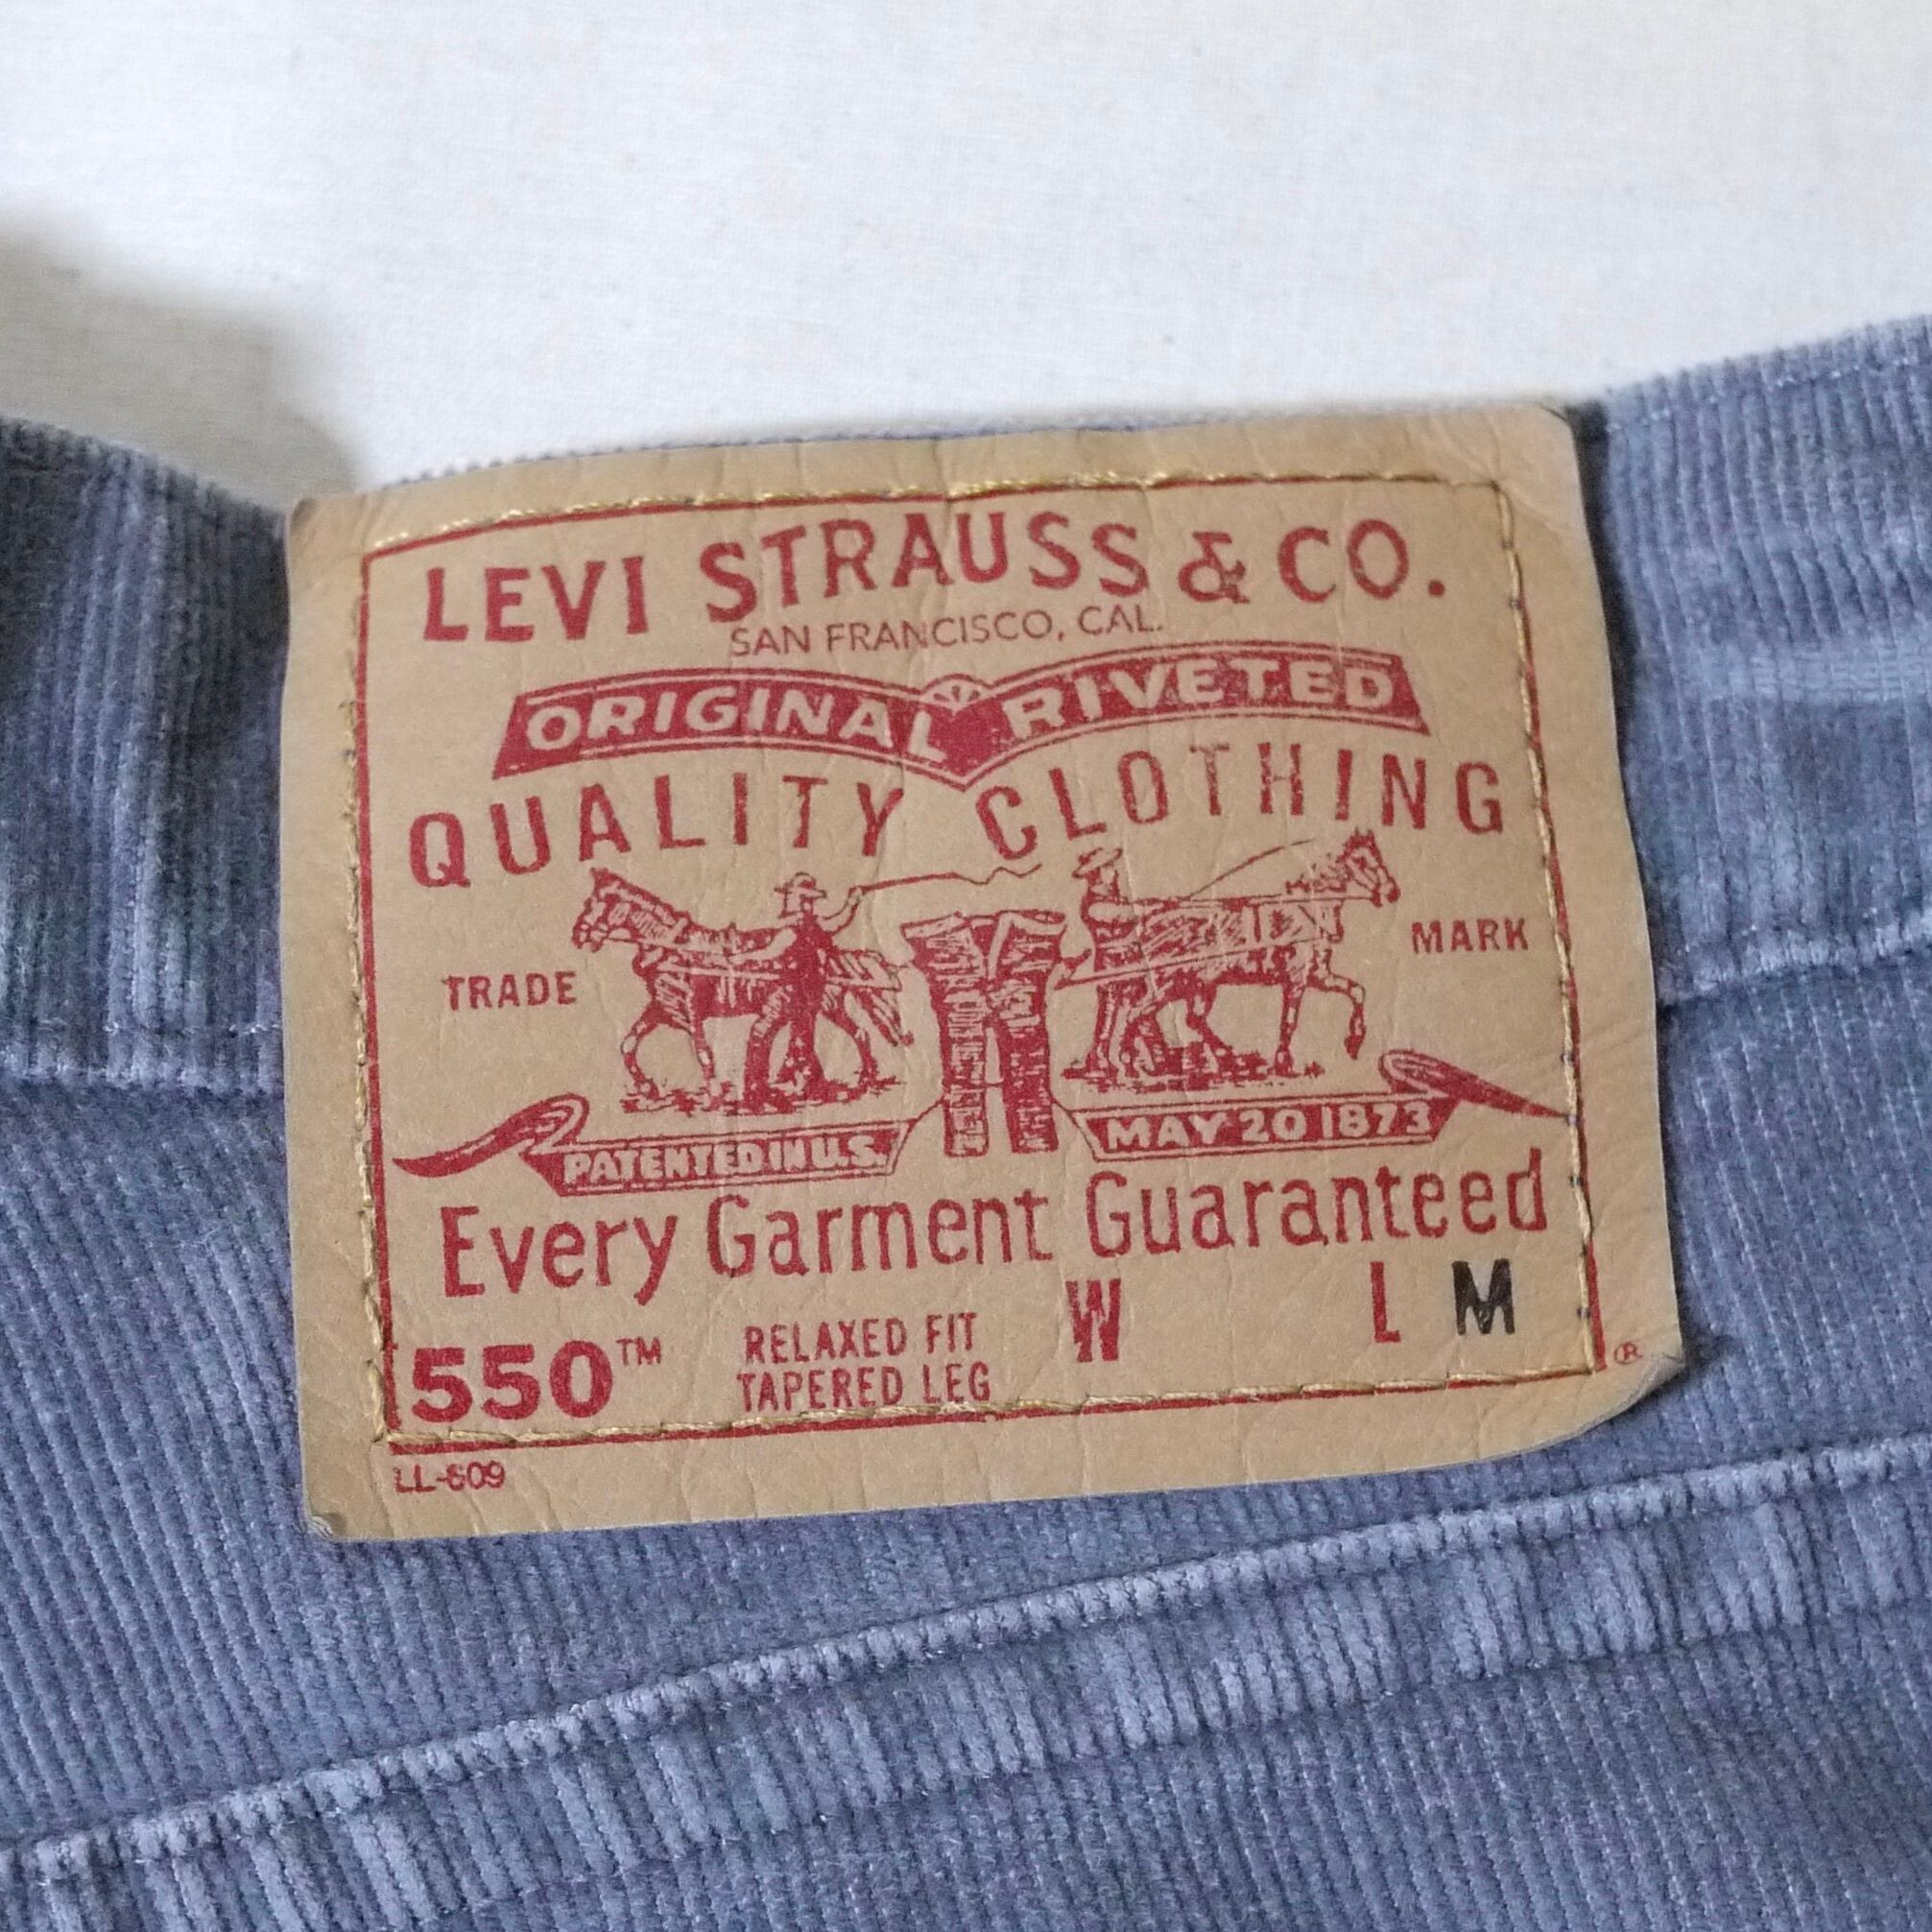 LEVI STRAUSS & CO.
SAN FRANCISCO, CAL.
ORIGINAL RIVETED
QUALITY CLOTHING
TRADE MARK
PATENTED IN U.S. MAY 20 1873
Every Garment Guaranteed
550™ RELAXED FIT W L M
TAPERED LEG
®
LL-609